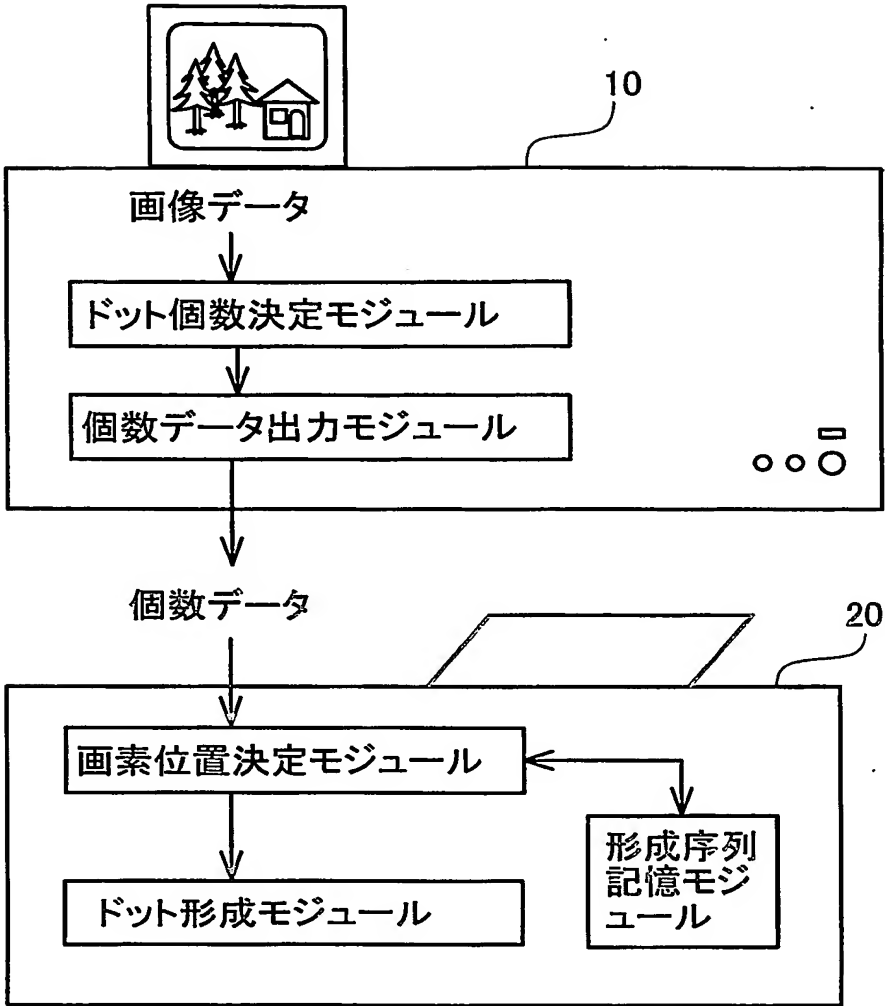 10
画像データ
ドット個数決定モジュール
個数データ出力モジュール
個数データ
20
画素位置決定モジュール
形成序列
記憶モジ
ュール
ドット形成モジュール